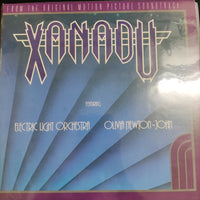 FROM THE ORIGINAL MOTION PICTURE SOUNDTRACK
XANADU
FEATURING
ELECTRIC LIGHT ORCHESTRA OLIVIA NEWTON-JOHN